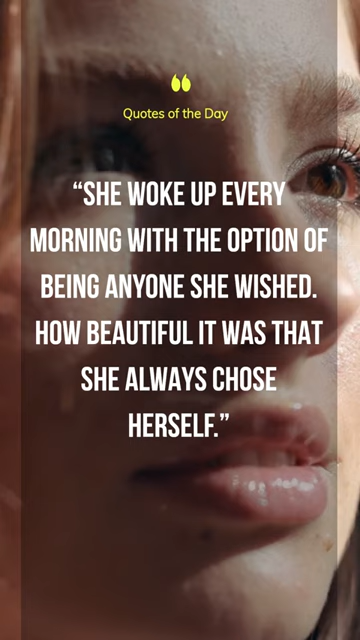 Quotes of the Day
“SHE WOKE UP EVERY
MORNING WITH THE OPTION OF
BEING ANYONE SHE WISHED.
HOW BEAUTIFUL IT WAS THAT
SHE ALWAYS CHOSE
HERSELF.”